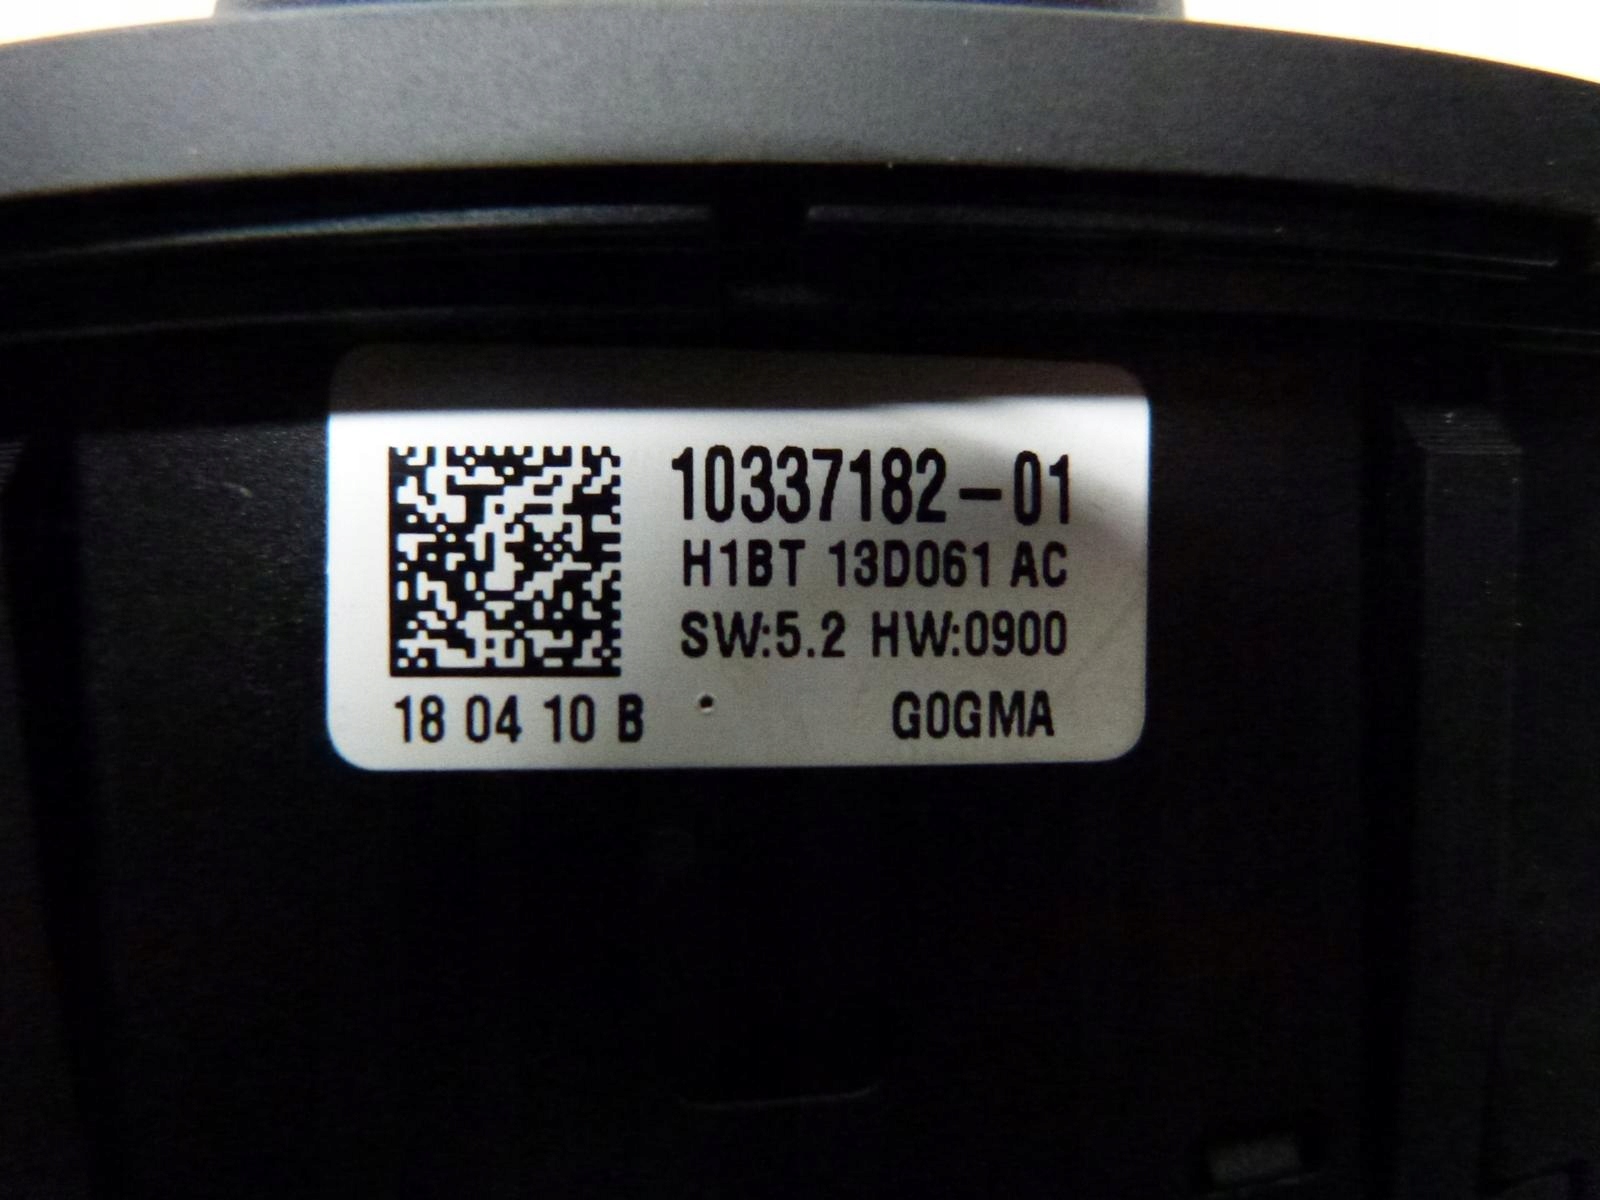 10337182-01
H1BT 13D061 AC
SW:5.2 HW:0900
18 04 10 B G0GMA